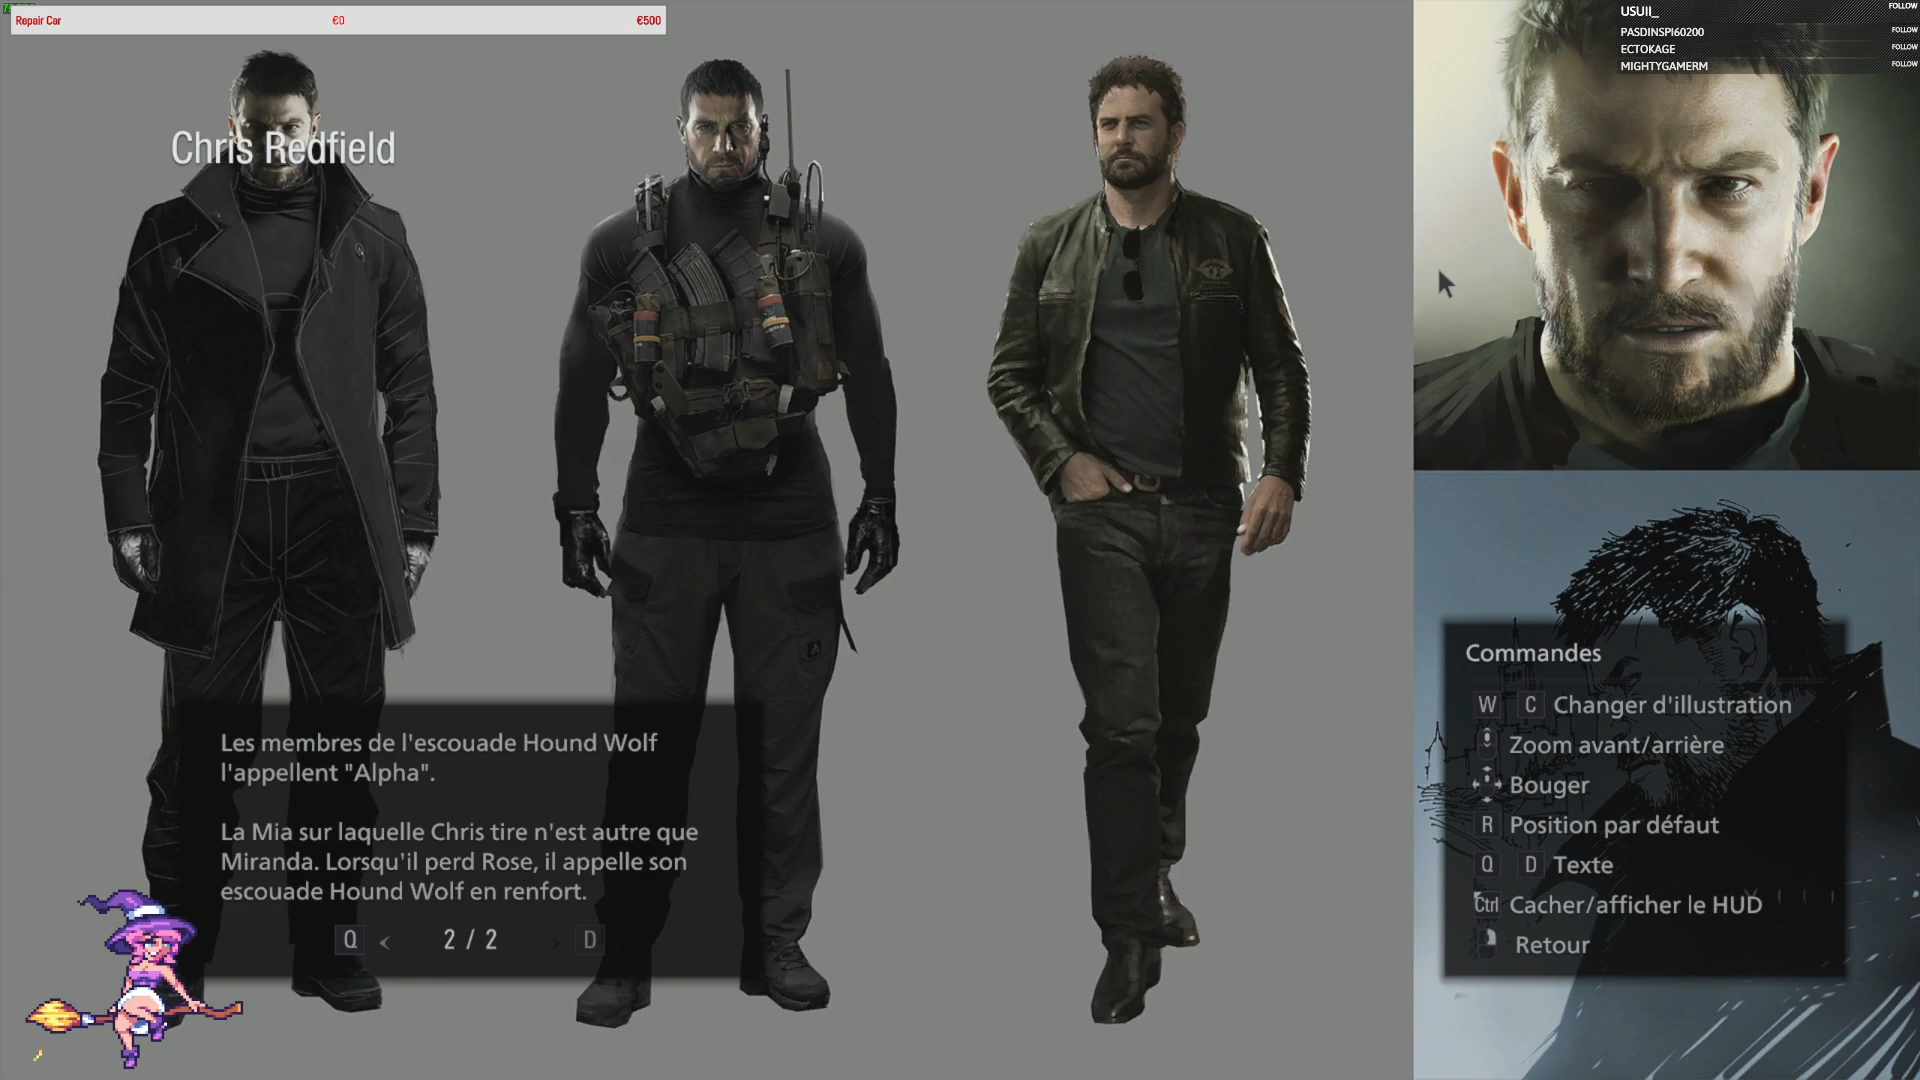 Repair Car €0 €500
USUII_ FOLLOW
PASDINSPI60200 FOLLOW
ECTOKAGE FOLLOW
MIGHTYGAMERM FOLLOW
Chris Redfield
Les membres de l'escouade Hound Wolf
l'appellent "Alpha".
La Mia sur laquelle Chris tire n'est autre que
Miranda. Lorsqu'il perd Rose, il appelle son
escouade Hound Wolf en renfort.
Q < 2 / 2 > D
Commandes
W C Changer d'illustration
Zoom avant/arrière
Bouger
R Position par défaut
Q D Texte
Ctrl Cacher/afficher le HUD
Retour